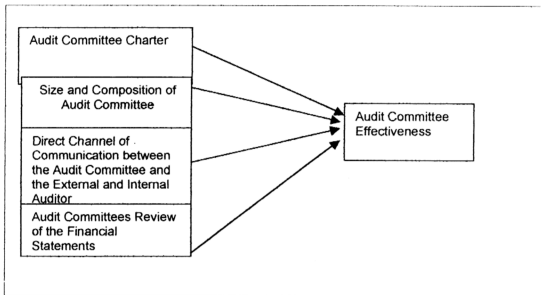 Audit Committee Charter
Size and Composition of
Audit Committee
Direct Channel of
Communication between
the Audit Committee and
the External and Internal
Auditor
Audit Committees Review
of the Financial
Statements
Audit Committee
Effectiveness